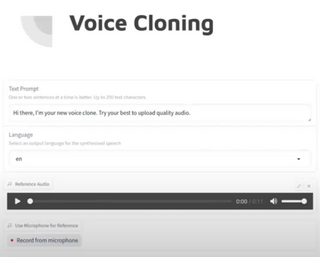 Voice Cloning
Text Prompt
One or two sentences at a time is better. Up to 200 text characters.
Hi there, I'm your new voice clone. Try your best to upload quality audio.
Language
Select an output language for the synthesised speech
en
Reference Audio
0:00 / 0:11
Use Microphone for Reference
Record from microphone